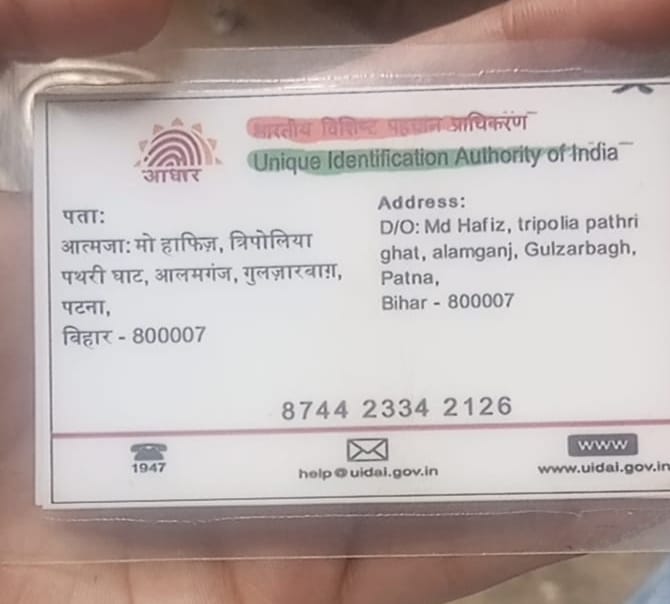 भारतीय विशिष्ट पहचान प्राधिकरण
Unique Identification Authority of India
आधार
पता:
आत्मजा: मो हाफिज़, त्रिपोलिया
पथरी घाट, आलमगंज, गुलज़ारबाग़,
पटना,
बिहार - 800007
Address:
D/O: Md Hafiz, tripolia pathri
ghat, alamganj, Gulzarbagh,
Patna,
Bihar - 800007
8744 2334 2126
1947
help@uidai.gov.in
www
www.uidai.gov.in